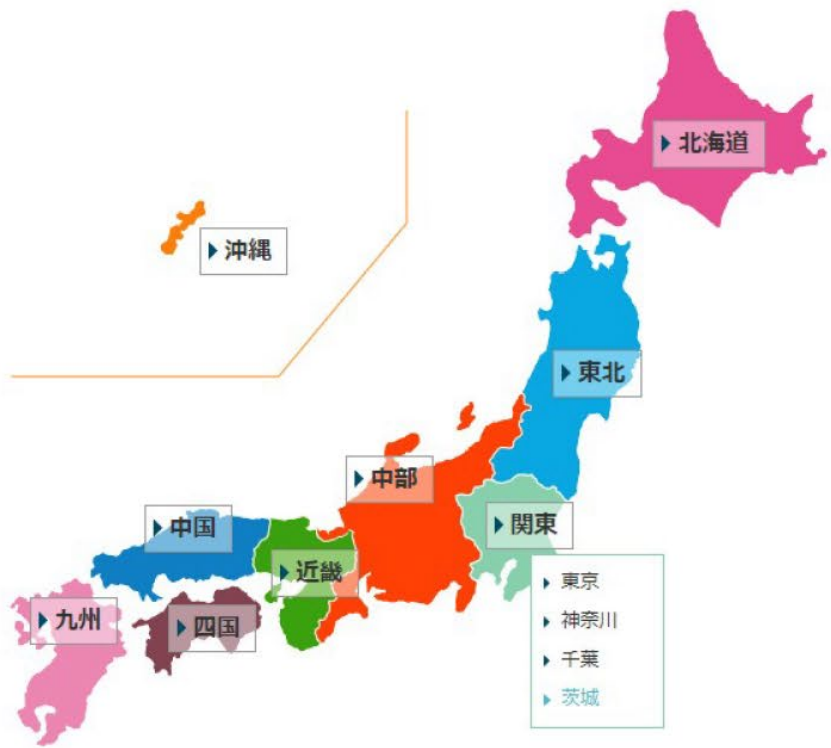 北海道
沖縄
東北
中部
中国
関東
近畿
九州
四国
東京
神奈川
千葉
茨城